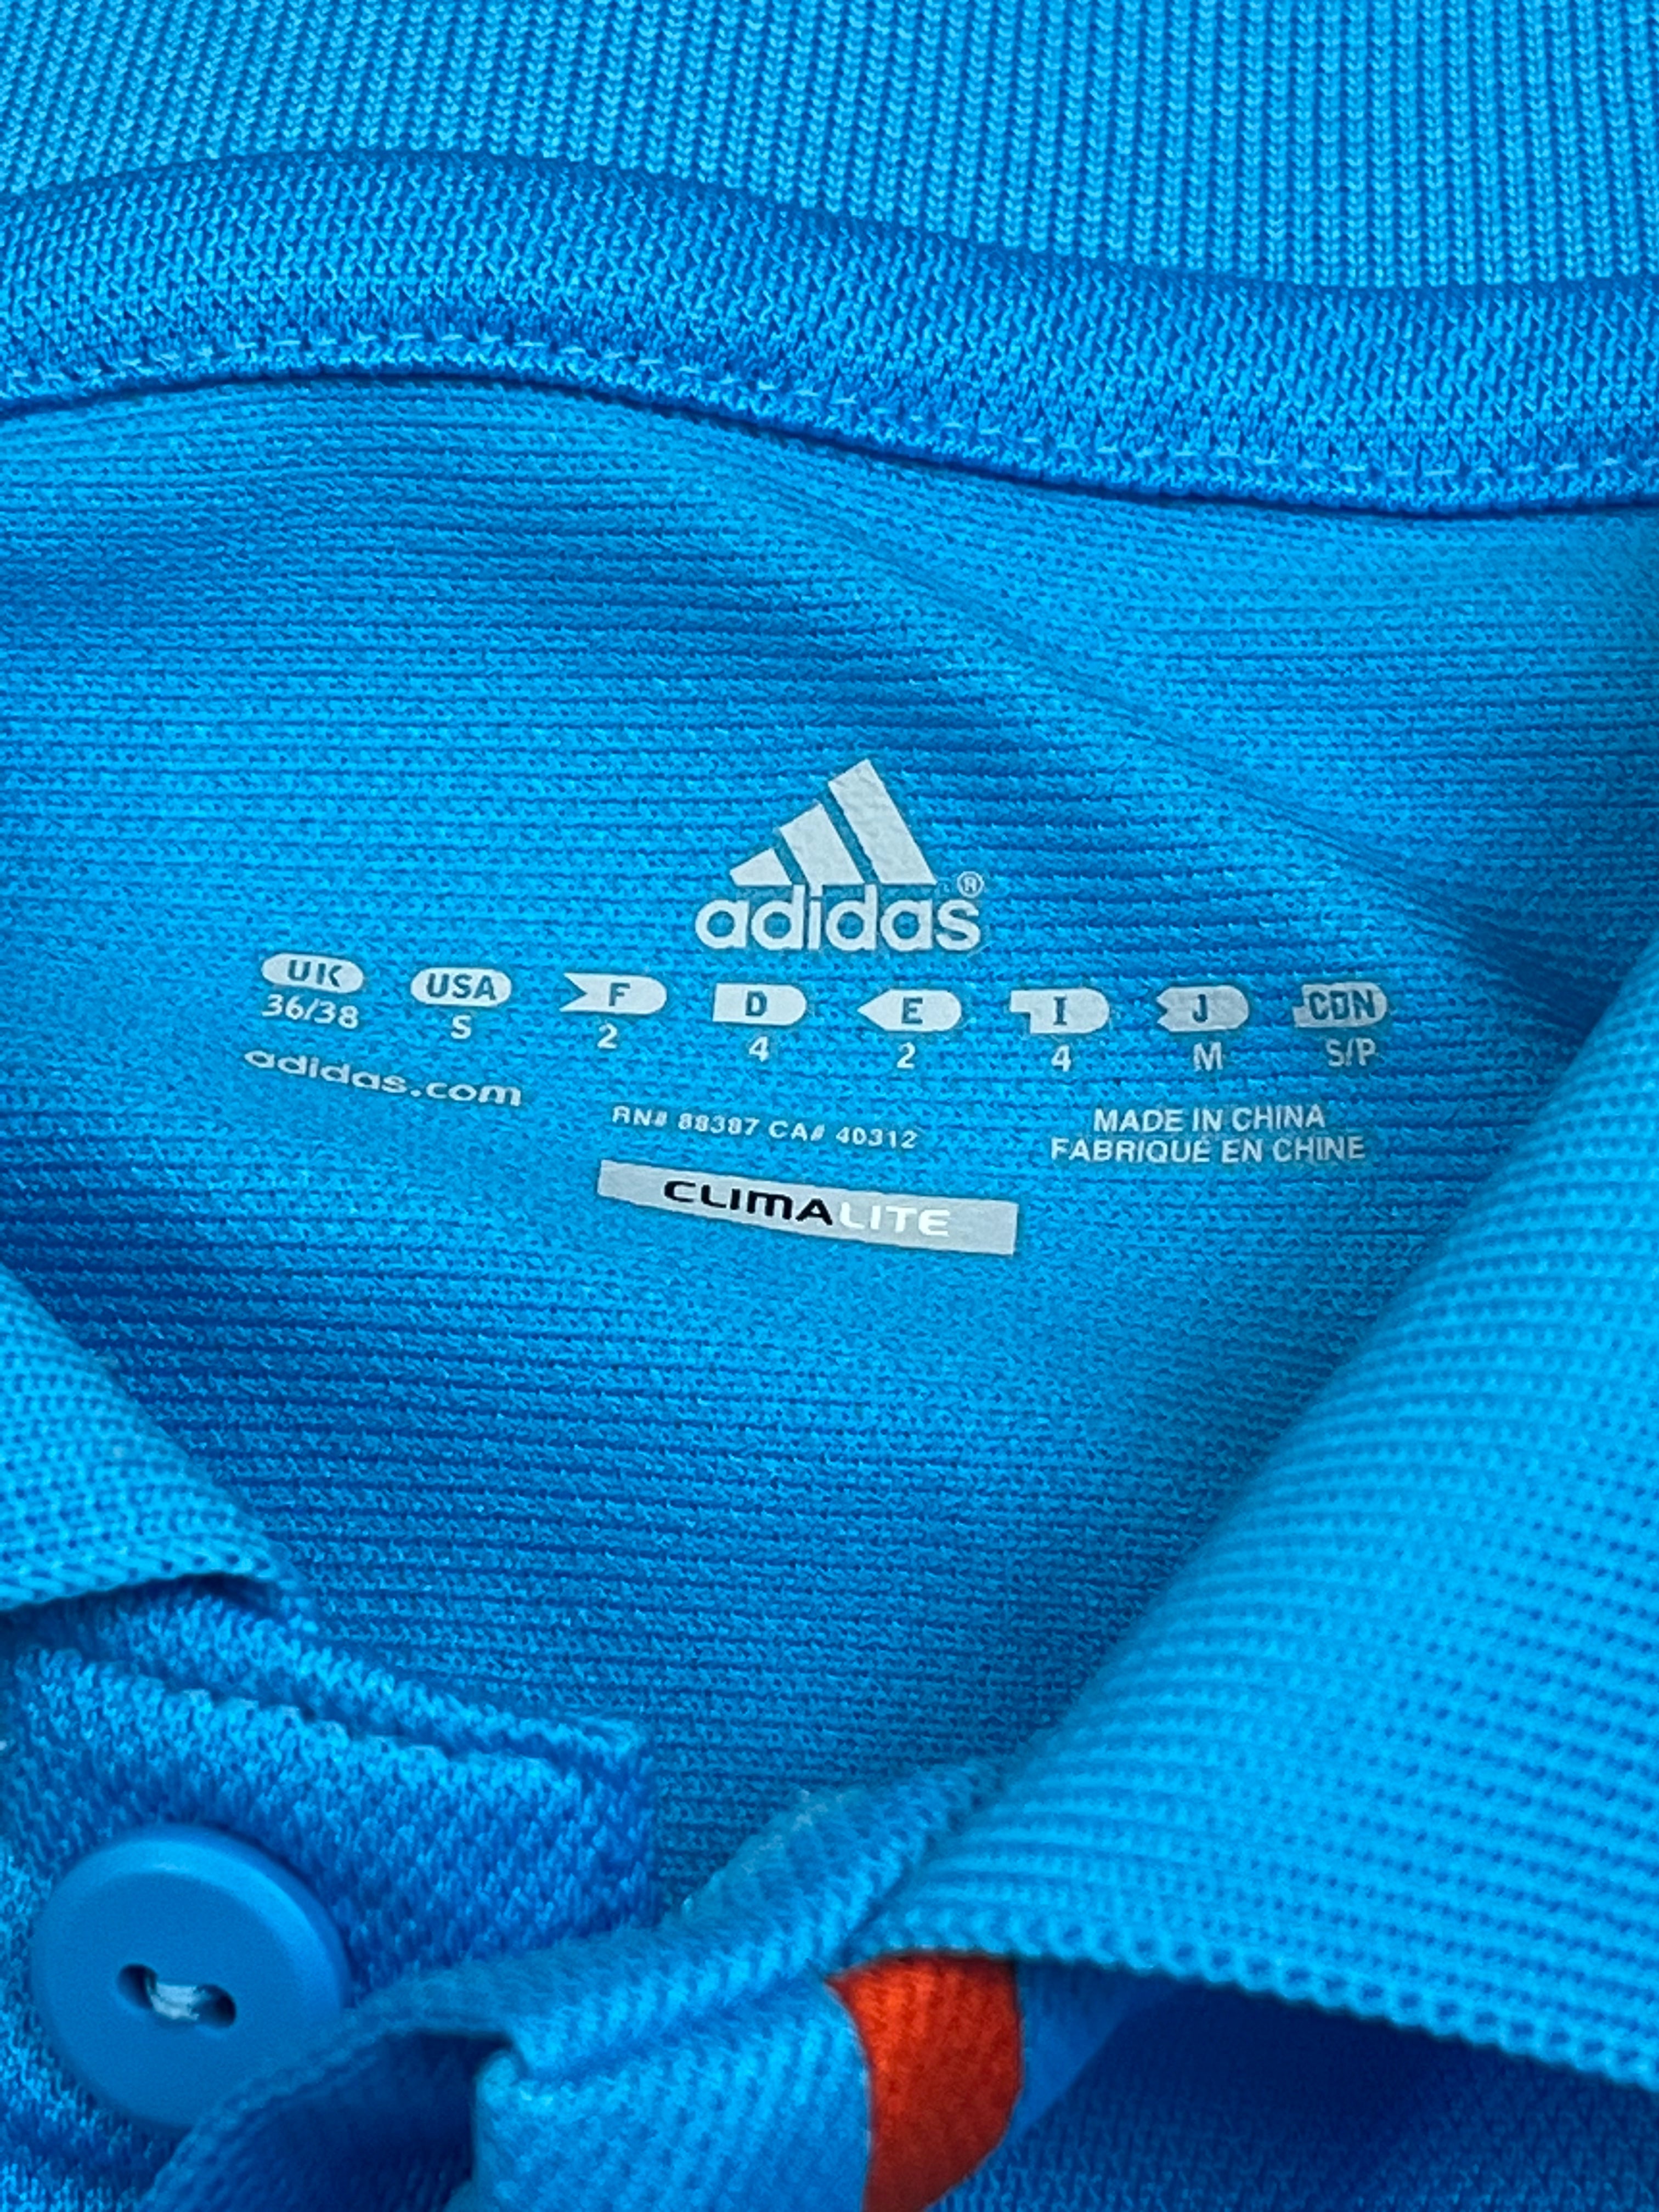 adidas®
UK USA F D E I J CDN
36/38 S 2 4 2 4 M S/P
adidas.com
RN# 88387 CA# 40312
MADE IN CHINA
FABRIQUÉ EN CHINE
CLIMALITE